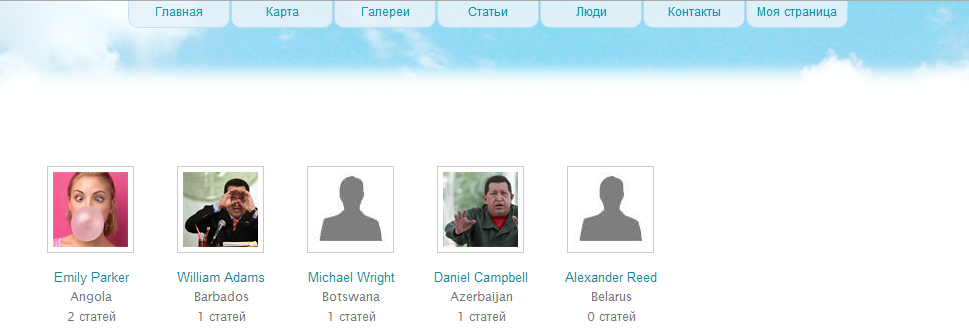 Главная Карта Галереи Статьи Люди Контакты Моя страница
Emily Parker William Adams Michael Wright Daniel Campbell Alexander Reed
Angola Barbados Botswana Azerbaijan Belarus
2 статей 1 статей 1 статей 1 статей 0 статей